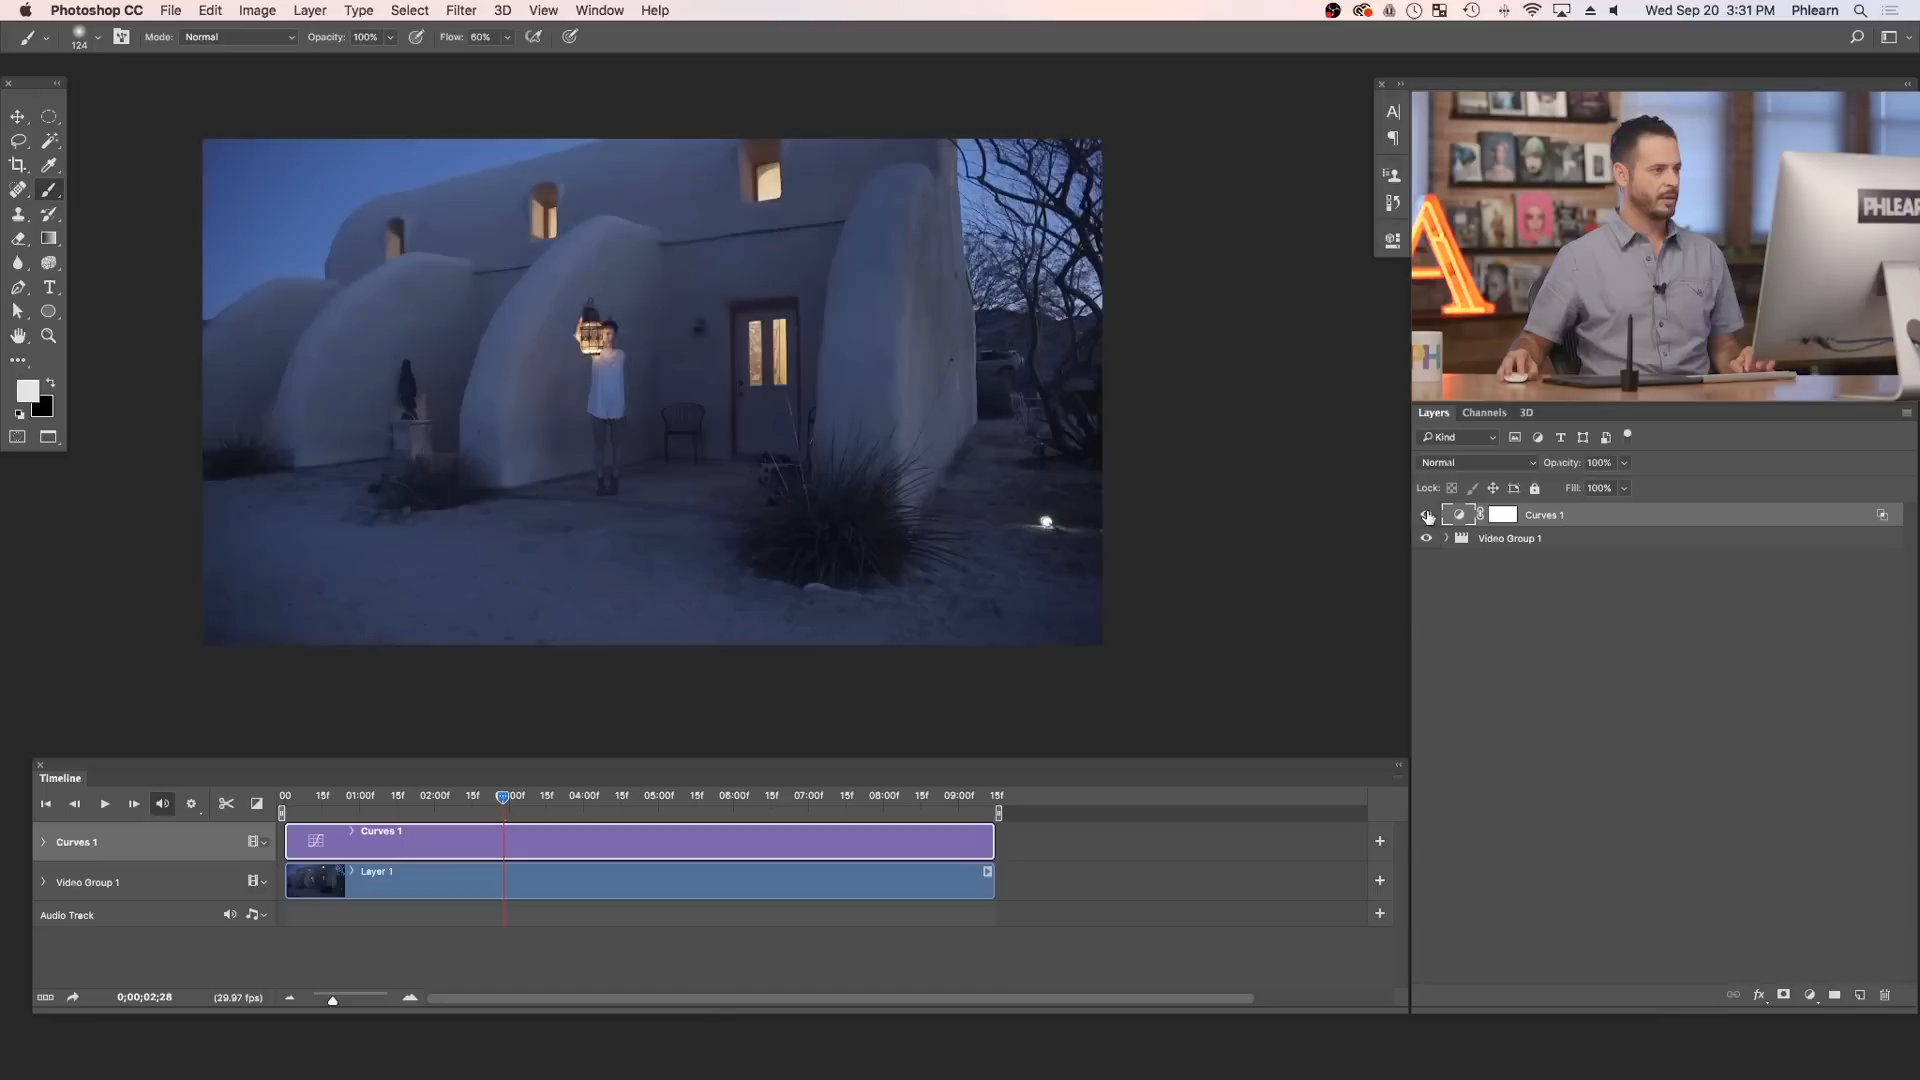 Photoshop CC File Edit Image Layer Type Select Filter 3D View Window Help Wed Sep 20 3:31 PM Phlearn
124 Mode: Normal Opacity: 100% Flow: 60%
A
PHLEAR
PH
Layers Channels 3D
Kind
Normal Opacity: 100%
Lock: Fill: 100%
Curves 1
Video Group 1
Timeline
00 15f 01:00f 15f 02:00f 15f 00f 15f 04:00f 15f 05:00f 15f 06:00f 15f 07:00f 15f 08:00f 15f 09:00f 15f
Curves 1 Curves 1
Video Group 1 Layer 1
Audio Track
0;00;02;28 (29.97 fps)